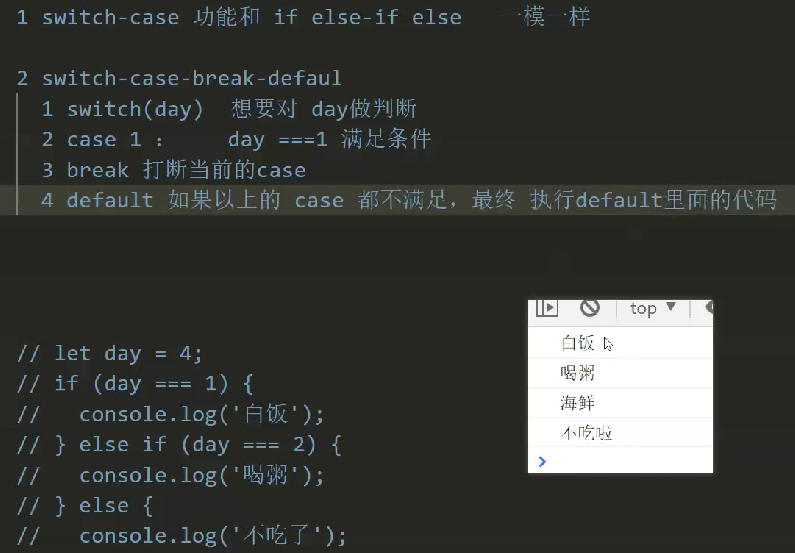 1 switch-case 功能和 if else-if else 一模一样
2 switch-case-break-defaul
1 switch(day) 想要对 day做判断
2 case 1 : day ===1 满足条件
3 break 打断当前的case
4 default 如果以上的 case 都不满足，最终 执行default里面的代码
top
白饭
喝粥
海鲜
不吃啦
// let day = 4;
// if (day === 1) {
//   console.log('白饭');
// } else if (day === 2) {
//   console.log('喝粥');
// } else {
//   console.log('不吃了');